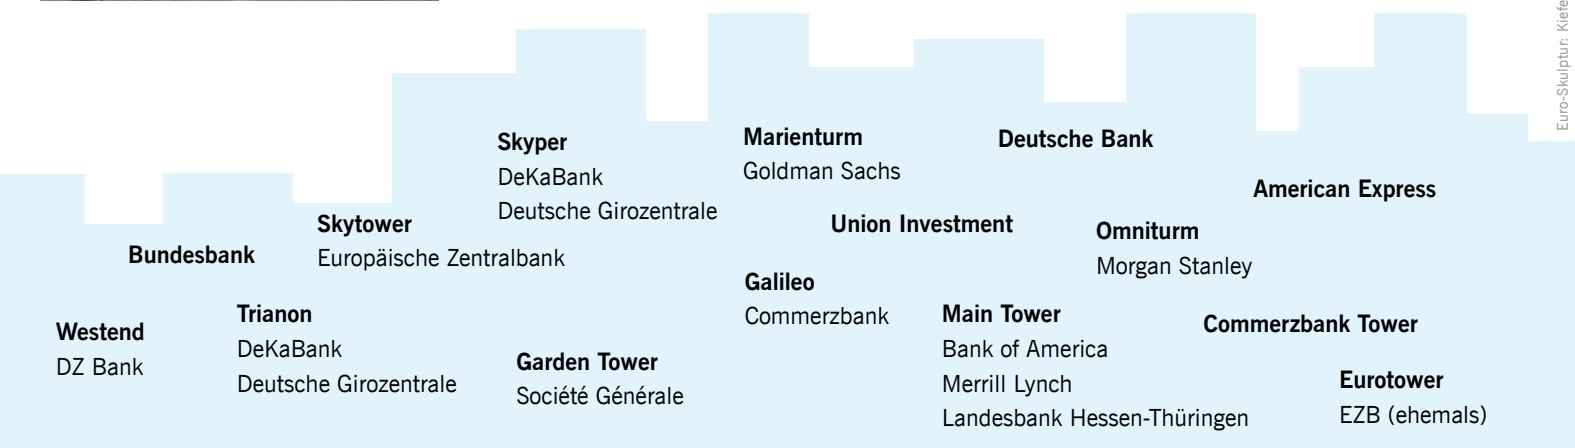 Skyper
DeKaBank
Deutsche Girozentrale
Marienturm
Goldman Sachs
Deutsche Bank
American Express
Skytower
Europäische Zentralbank
Union Investment
Omniturm
Morgan Stanley
Bundesbank
Galileo
Commerzbank
Westend
DZ Bank
Trianon
DeKaBank
Deutsche Girozentrale
Garden Tower
Société Générale
Main Tower
Bank of America
Merrill Lynch
Landesbank Hessen-Thüringen
Commerzbank Tower
Eurotower
EZB (ehemals)
Euro-Skulptur: